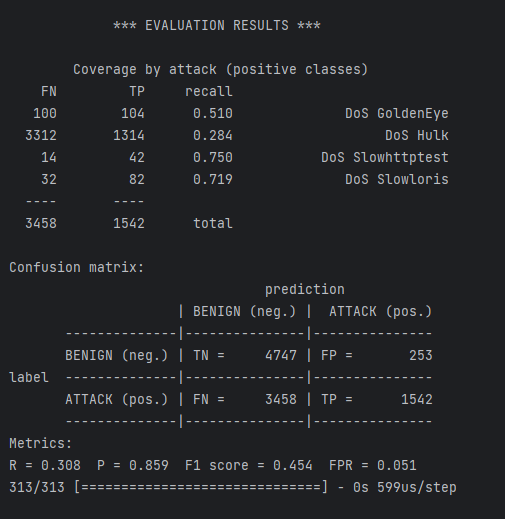 *** EVALUATION RESULTS ***
Coverage by attack (positive classes)
FN TP recall
100 104 0.510 DoS GoldenEye
3312 1314 0.284 DoS Hulk
14 42 0.750 DoS Slowhttptest
32 82 0.719 DoS Slowloris
---- ----
3458 1542 total
Confusion matrix:
prediction
| BENIGN (neg.) | ATTACK (pos.)
--------------|---------------|---------------
BENIGN (neg.) | TN = 4747 | FP = 253
label --------------|---------------|---------------
ATTACK (pos.) | FN = 3458 | TP = 1542
--------------|---------------|---------------
Metrics:
R = 0.308 P = 0.859 F1 score = 0.454 FPR = 0.051
313/313 [==============================] - 0s 599us/step